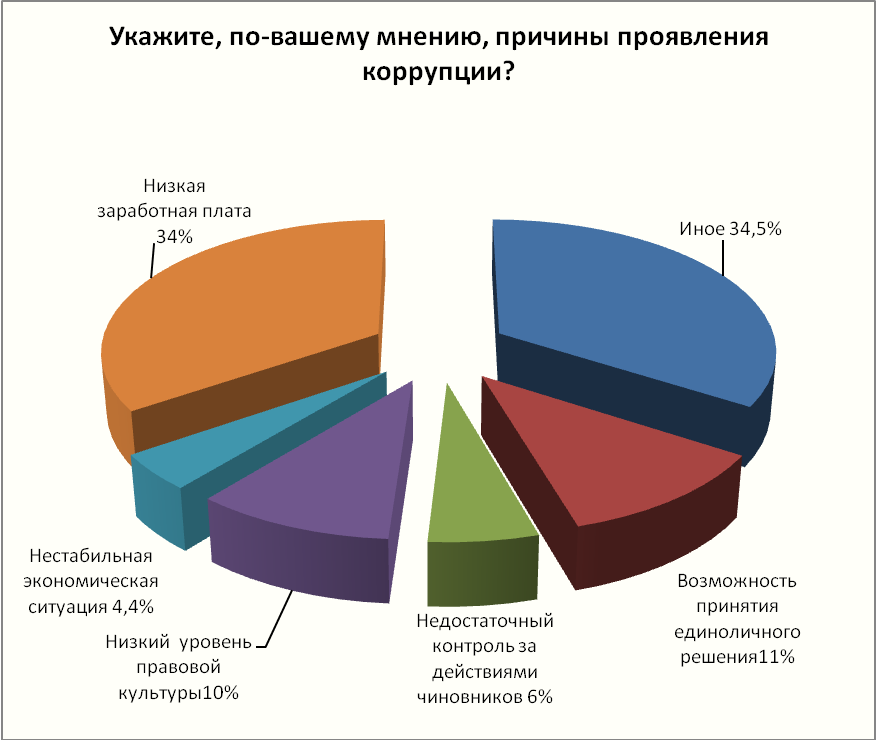 Укажите, по-вашему мнению, причины проявления
коррупции?
Низкая
заработная плата
34%
Иное 34,5%
Нестабильная
экономическая
ситуация 4,4%
Низкий  уровень
правовой
культуры10%
Недостаточный
контроль за
действиями
чиновников 6%
Возможность
принятия
единоличного
решения11%